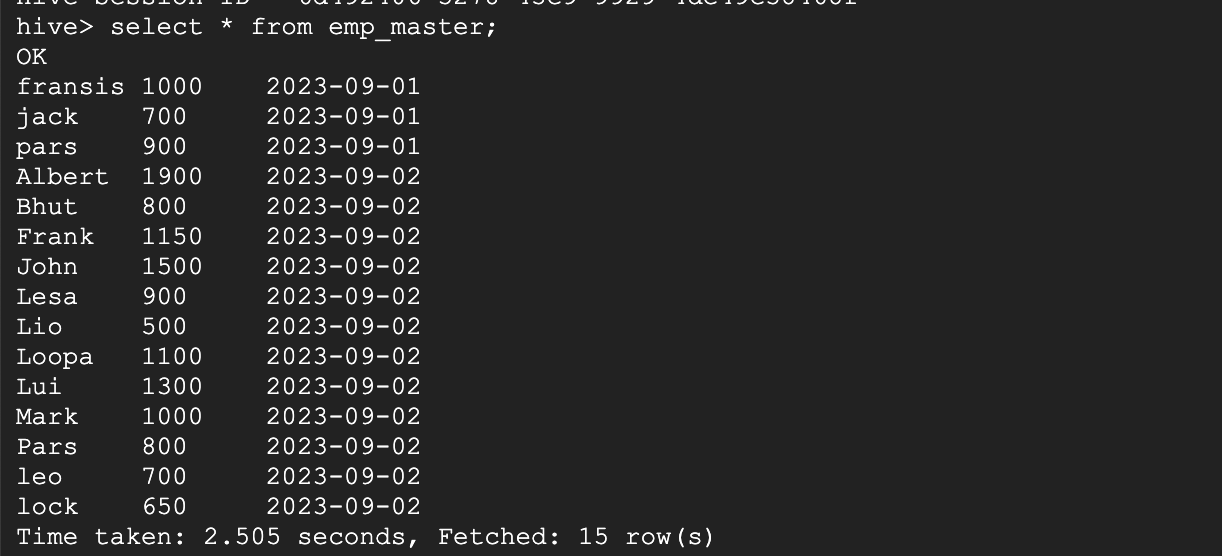 hive> select * from emp_master;
OK
fransis 1000 2023-09-01
jack 700 2023-09-01
pars 900 2023-09-01
Albert 1900 2023-09-02
Bhut 800 2023-09-02
Frank 1150 2023-09-02
John 1500 2023-09-02
Lesa 900 2023-09-02
Lio 500 2023-09-02
Loopa 1100 2023-09-02
Lui 1300 2023-09-02
Mark 1000 2023-09-02
Pars 800 2023-09-02
leo 700 2023-09-02
lock 650 2023-09-02
Time taken: 2.505 seconds, Fetched: 15 row(s)